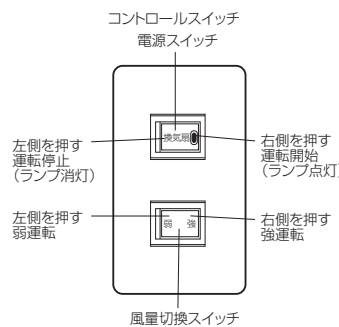 コントロールスイッチ
電源スイッチ
換気扇
左側を押す
運転停止
（ランプ消灯）
右側を押す
運転開始
（ランプ点灯）
左側を押す
弱運転
弱 強
右側を押す
強運転
風量切換スイッチ